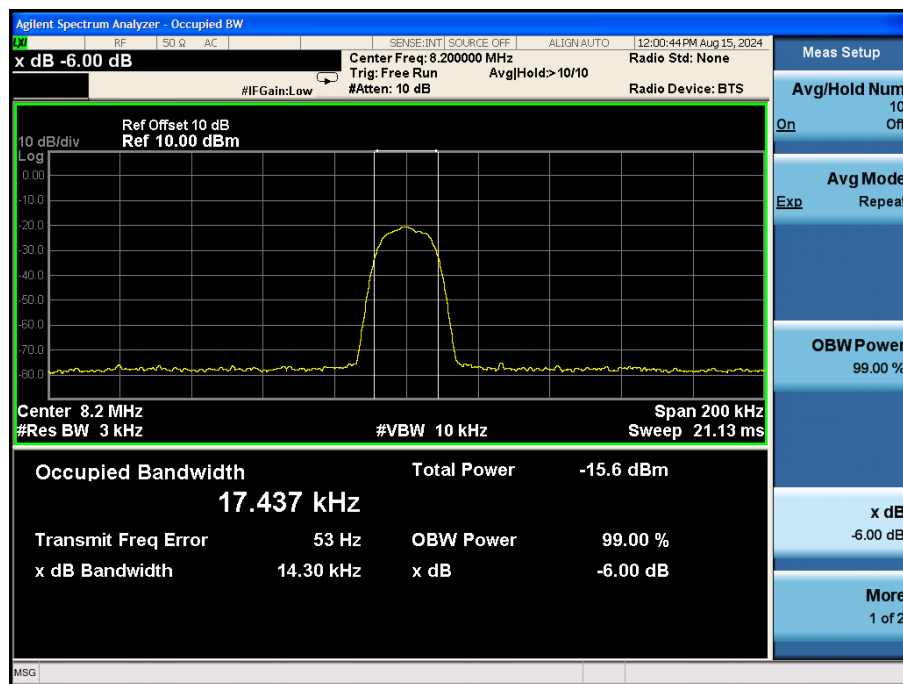 Agilent Spectrum Analyzer - Occupied BW
LXI RF 50 Ω AC SENSE:INT SOURCE OFF ALIGN AUTO 12:00:44 PM Aug 15, 2024
x dB -6.00 dB
Center Freq: 8.200000 MHz Radio Std: None
Trig: Free Run Avg|Hold:> 10/10
#IFGain:Low #Atten: 10 dB Radio Device: BTS
Ref Offset 10 dB
10 dB/div Ref 10.00 dBm
Log
0.00
-10.0
-20.0
-30.0
-40.0
-50.0
-60.0
-70.0
-80.0
Center 8.2 MHz Span 200 kHz
#Res BW 3 kHz #VBW 10 kHz Sweep 21.13 ms
Occupied Bandwidth Total Power -15.6 dBm
17.437 kHz
Transmit Freq Error 53 Hz OBW Power 99.00 %
x dB Bandwidth 14.30 kHz x dB -6.00 dB
Meas Setup
Avg/Hold Num
10
On Off
Avg Mode
Exp Repeat
OBW Power
99.00 %
x dB
-6.00 dB
More
1 of 2
MSG